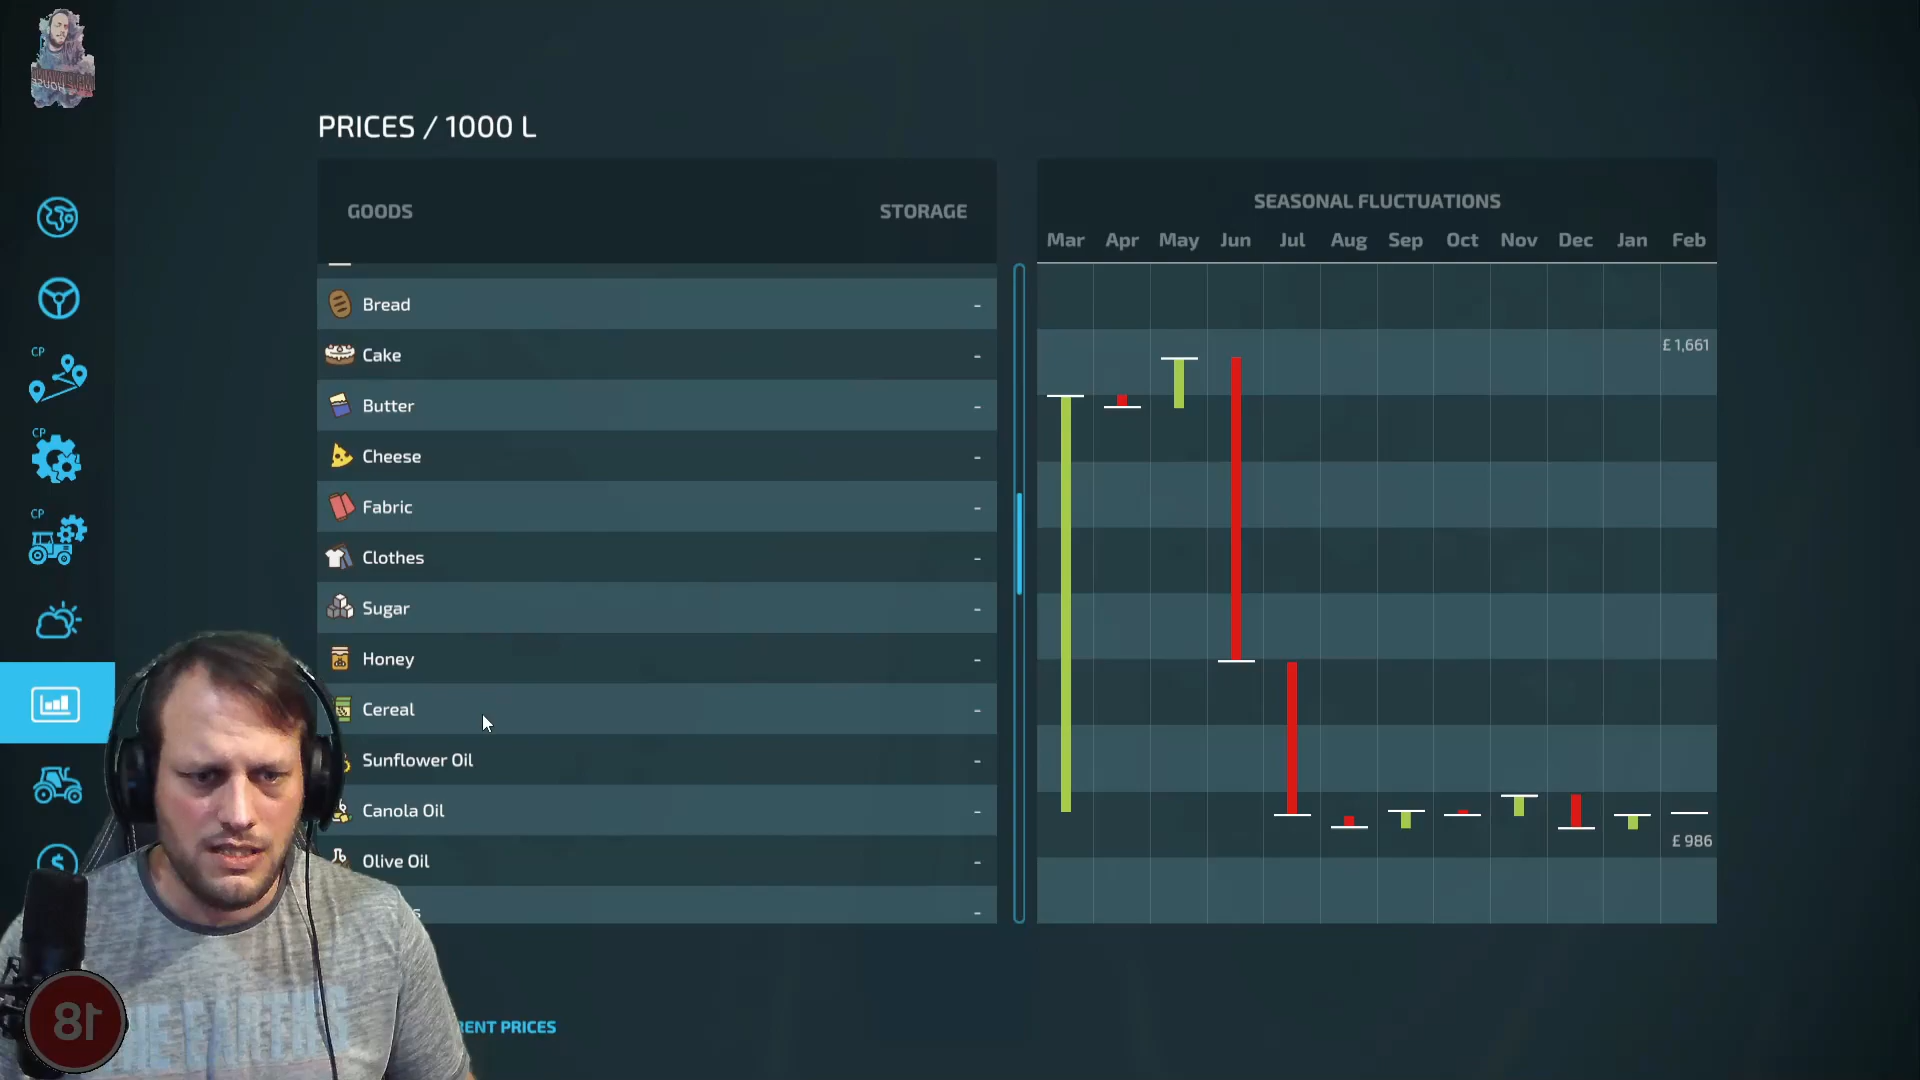 PRICES / 1000 L
GOODS STORAGE
SEASONAL FLUCTUATIONS
Mar Apr May Jun Jul Aug Sep Oct Nov Dec Jan Feb
Bread -
Cake -
Butter -
Cheese -
Fabric -
Clothes -
Sugar -
Honey -
Cereal -
Sunflower Oil -
Canola Oil -
Olive Oil -
£ 1,661
£ 986
CP
CP
CP
RENT PRICES
18